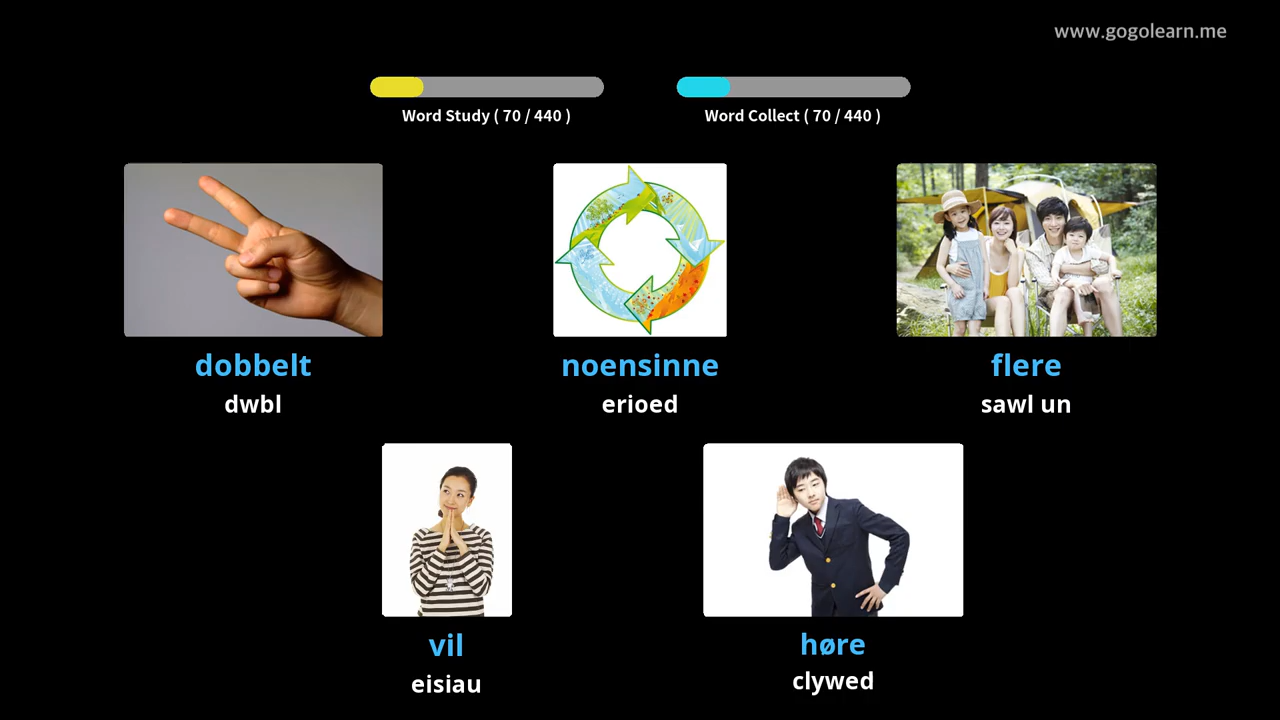 www.gogolearn.me
Word Study ( 70 / 440 )
Word Collect ( 70 / 440 )
dobbelt
dwbl
noensinne
erioed
flere
sawl un
vil
eisiau
høre
clywed